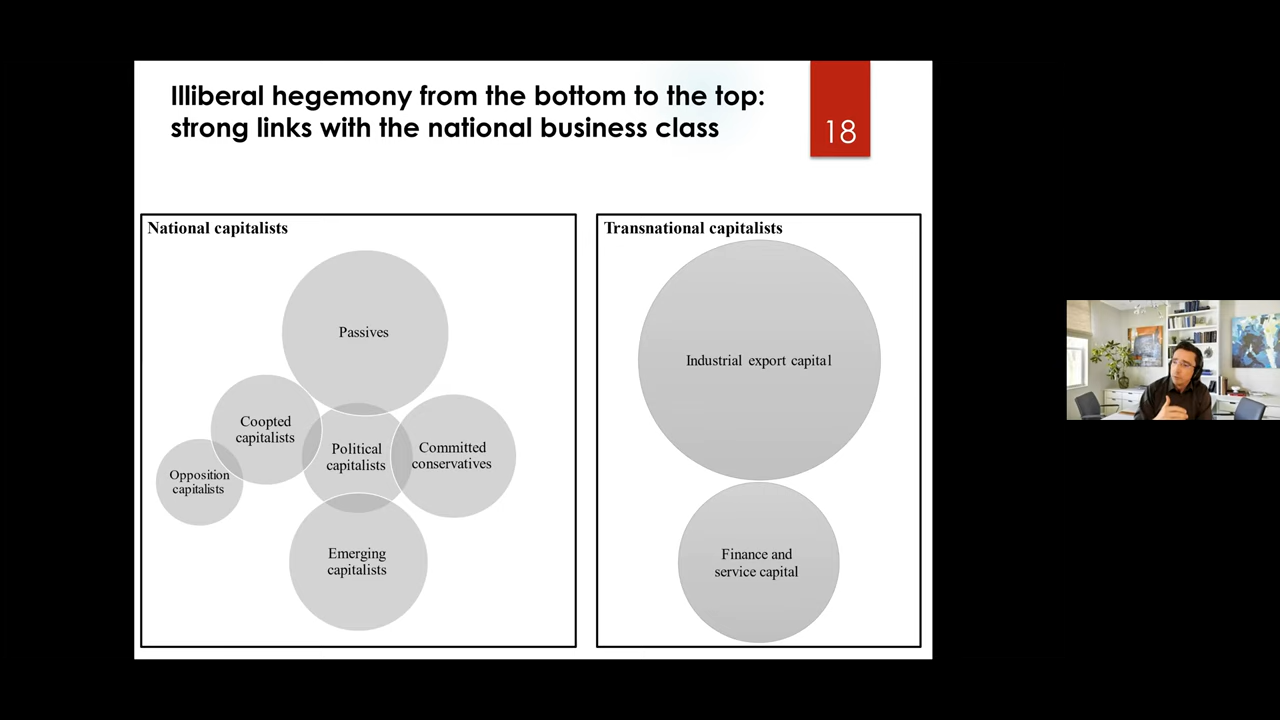 Illiberal hegemony from the bottom to the top:
strong links with the national business class
18
National capitalists
Passives
Coopted
capitalists
Opposition
capitalists
Political
capitalists
Committed
conservatives
Emerging
capitalists
Transnational capitalists
Industrial export capital
Finance and
service capital